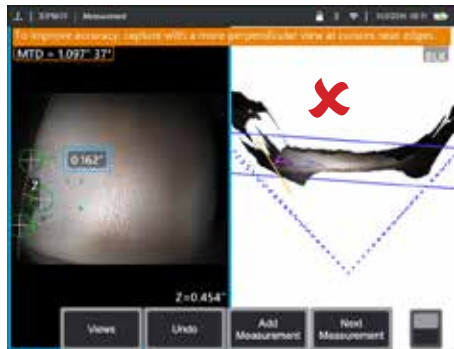 Measurement
To improve accuracy, capture with a more perpendicular view at cursors near edges.
MTD = 1.097" 37°
0.162"
Z
Z=0.454"
Views
Undo
Add
Measurement
Next
Measurement